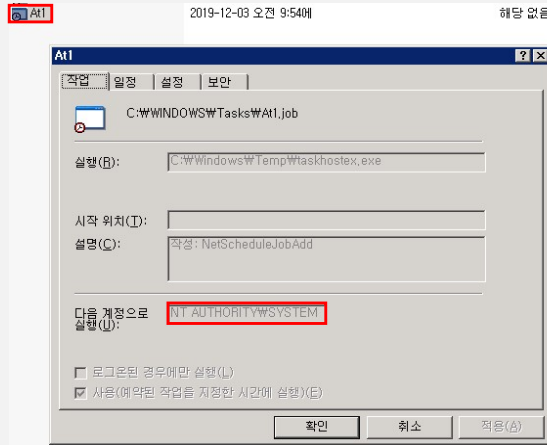 At1 2019-12-03 오전 9:54에 해당 없음
At1
작업 일정 설정 보안
C:₩WINDOWS₩Tasks₩At1.job
실행(R): C:₩Windows₩Temp₩taskhostex.exe
시작 위치(T):
설명(C): 작성: NetScheduleJobAdd
다음 계정으로 NT AUTHORITY₩SYSTEM
실행(U):
로그온된 경우에만 실행(L)
사용(예약된 작업을 지정한 시간에 실행)(E)
확인 취소 적용(A)